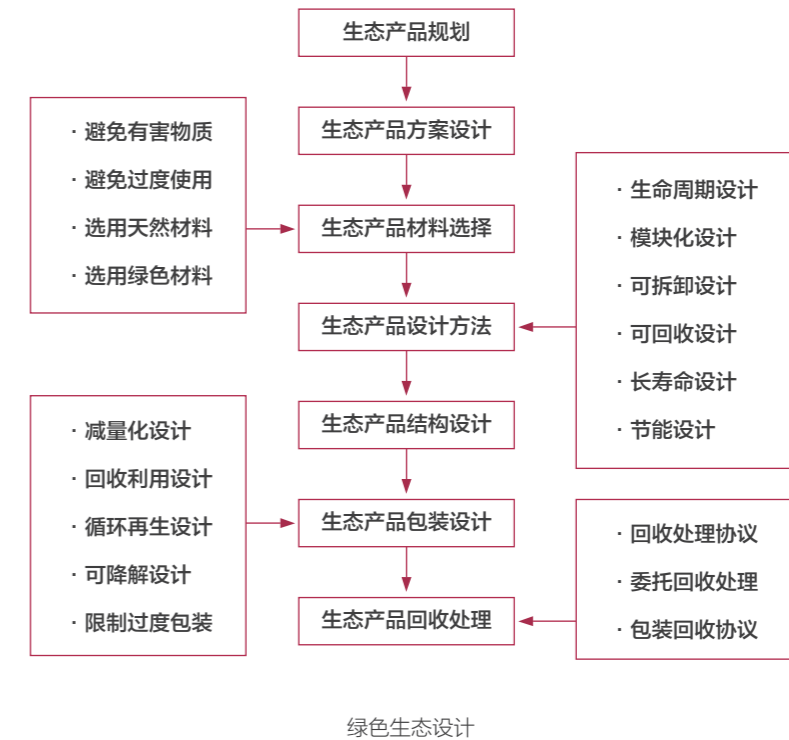 生态产品规划
生态产品方案设计
· 避免有害物质
· 避免过度使用
· 选用天然材料
· 选用绿色材料
生态产品材料选择
生态产品设计方法
· 生命周期设计
· 模块化设计
· 可拆卸设计
· 可回收设计
· 长寿命设计
· 节能设计
生态产品结构设计
· 减量化设计
· 回收利用设计
· 循环再生设计
· 可降解设计
· 限制过度包装
生态产品包装设计
生态产品回收处理
· 回收处理协议
· 委托回收处理
· 包装回收协议
绿色生态设计